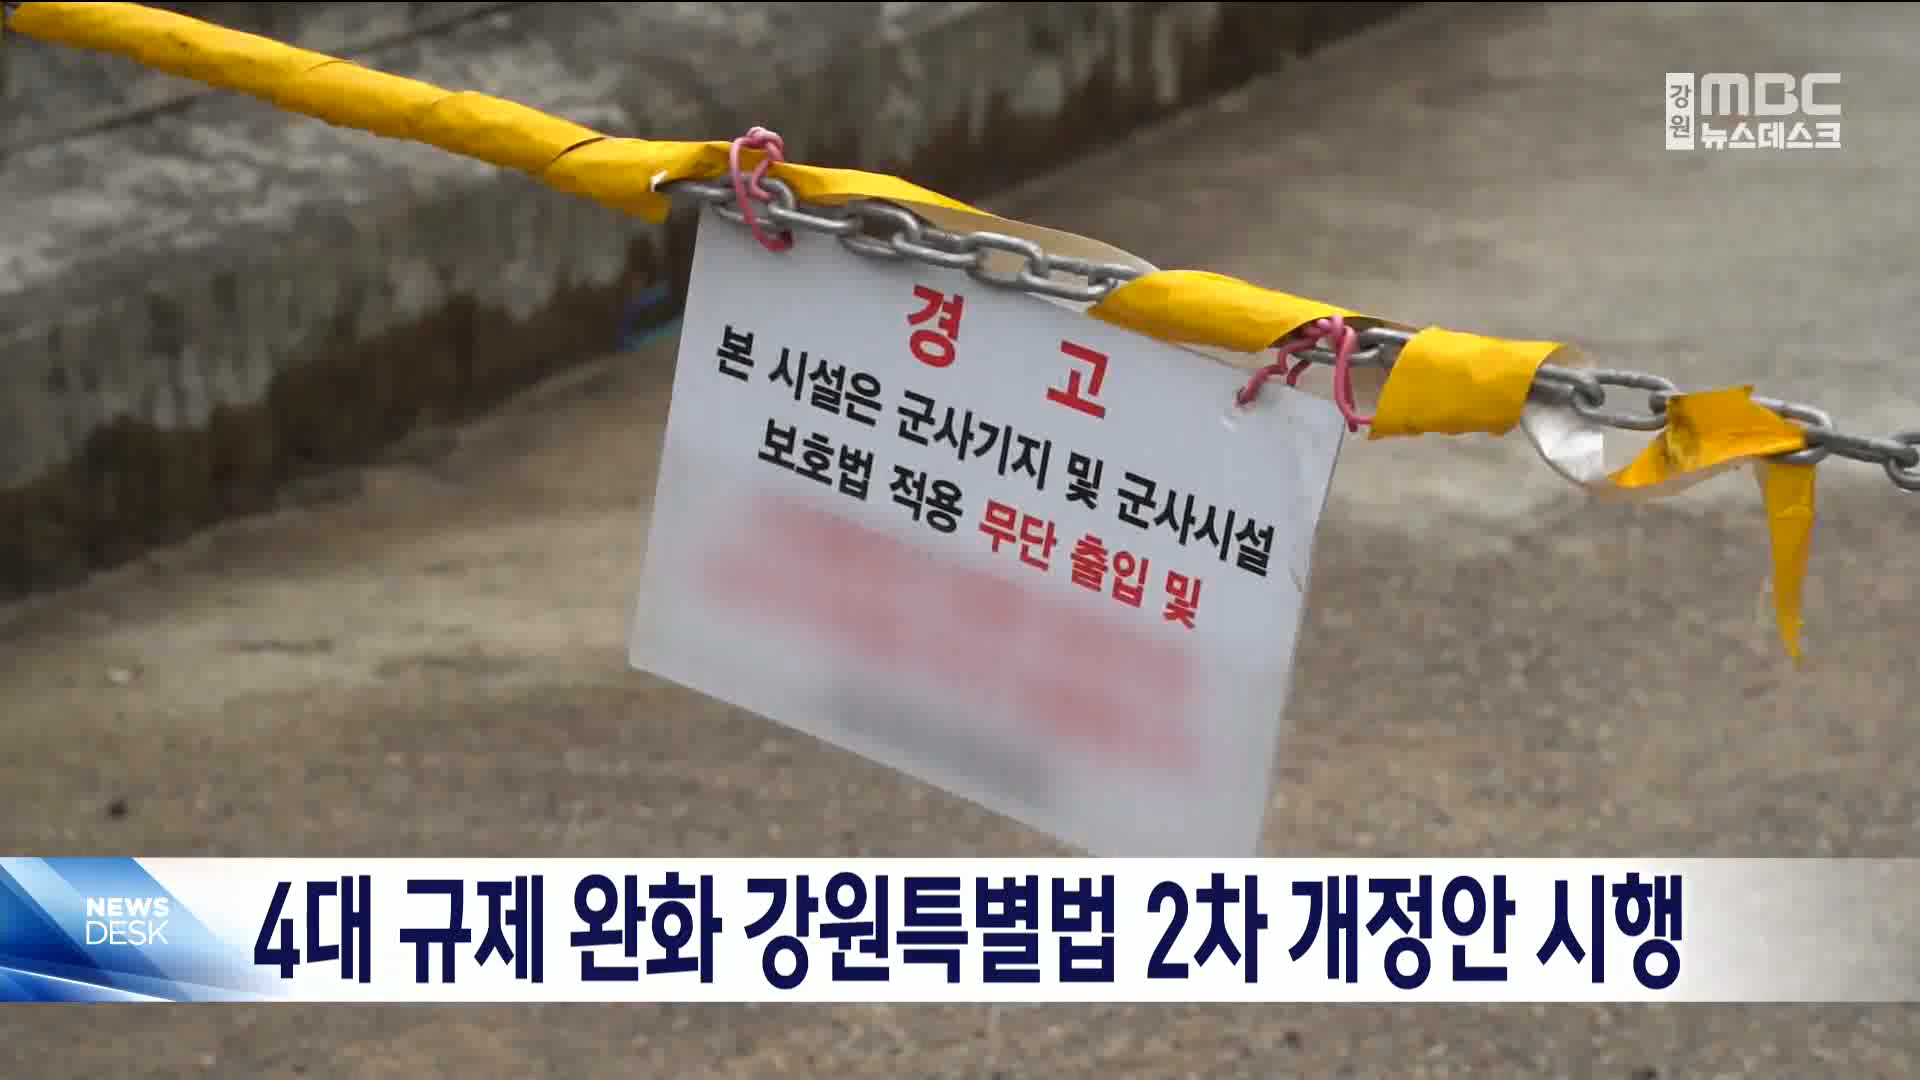 강원 MBC
뉴스데스크
경 고
본 시설은 군사기지 및 군사시설
보호법 적용 무단 출입 및
NEWS
DESK
4대 규제 완화 강원특별법 2차 개정안 시행